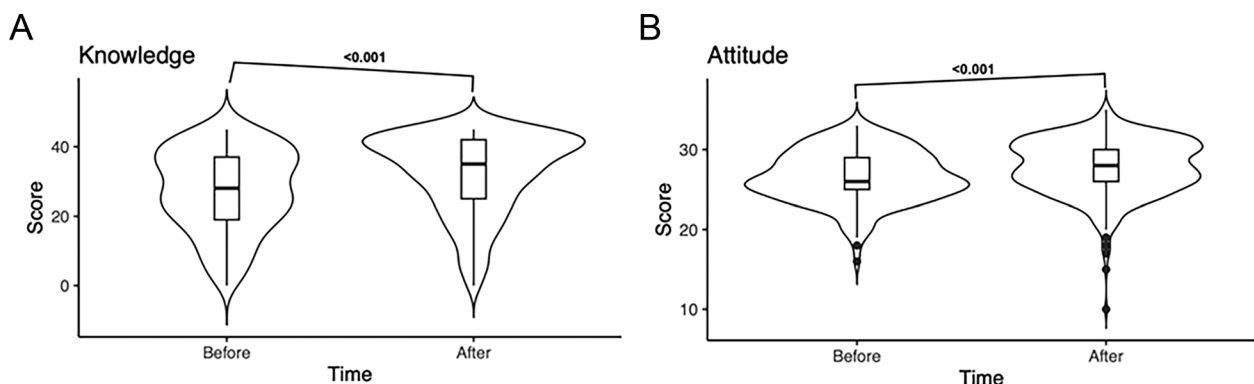 A
Knowledge
<0.001
40
20
0
Score
Before
After
Time
B
Attitude
<0.001
30
20
10
Score
Before
After
Time